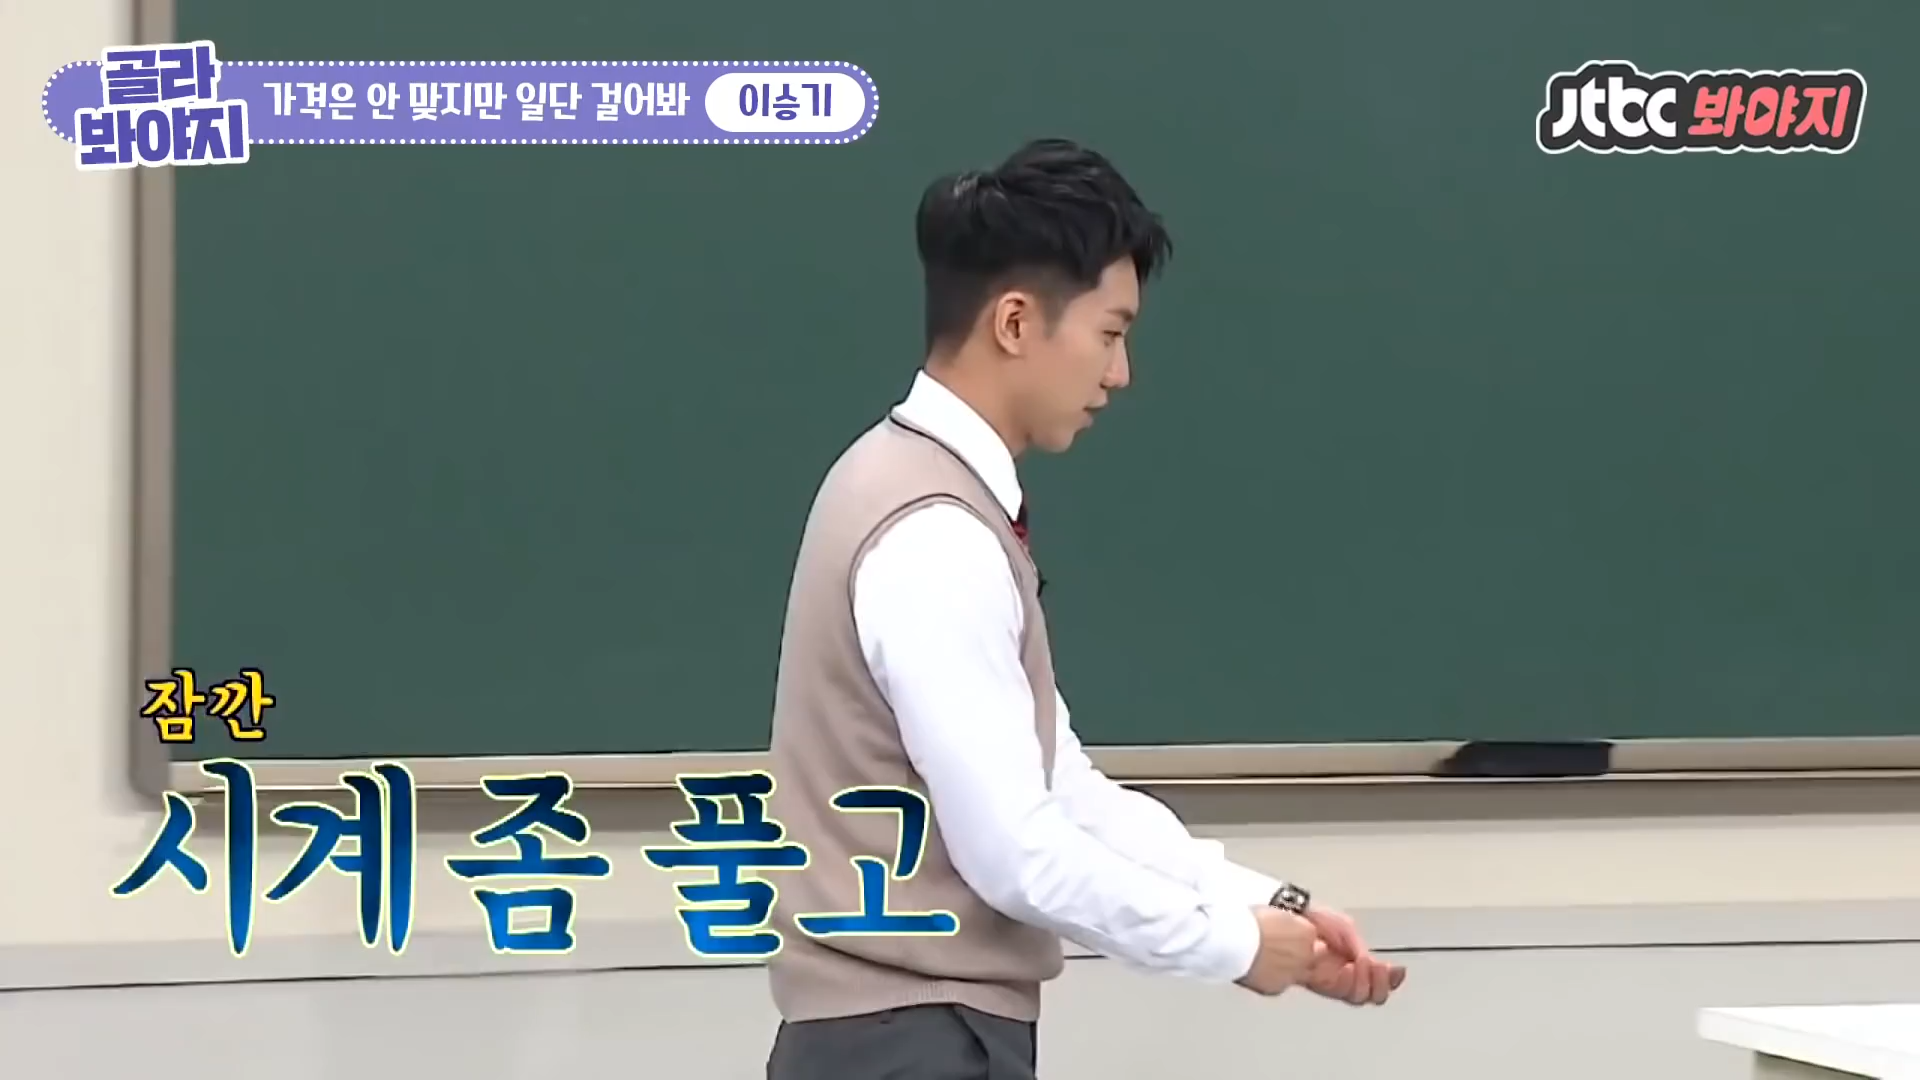 골라
봐야지
가격은 안 맞지만 일단 걸어봐 이승기
jtbc 봐야지
잠깐
시계 좀 풀고